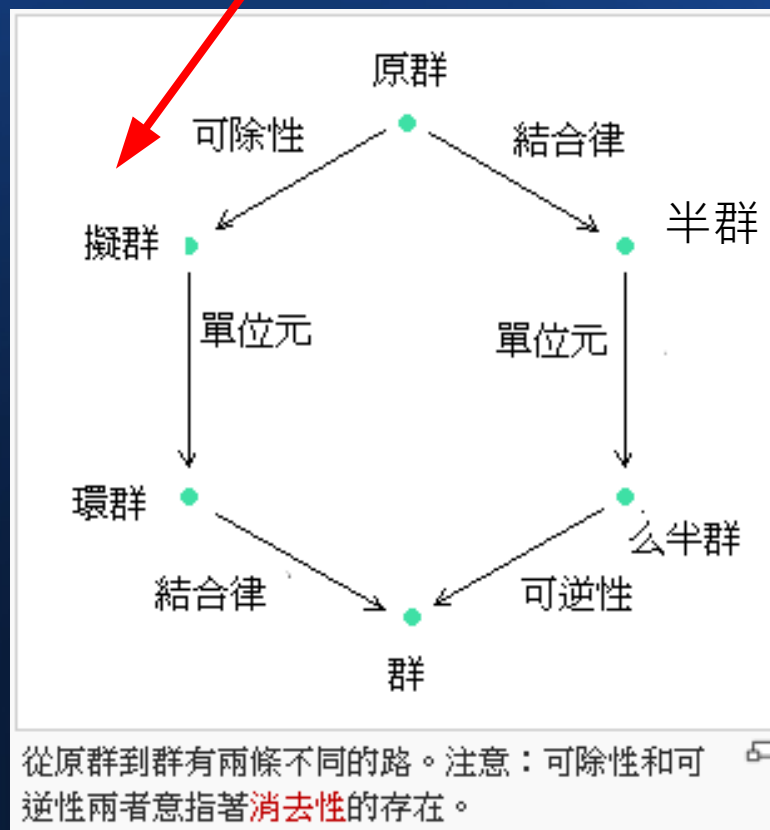 原群
可除性
結合律
擬群
半群
單位元
單位元
環群
么半群
結合律
可逆性
群
從原群到群有兩條不同的路。注意：可除性和可
逆性兩者意指著消去性的存在。